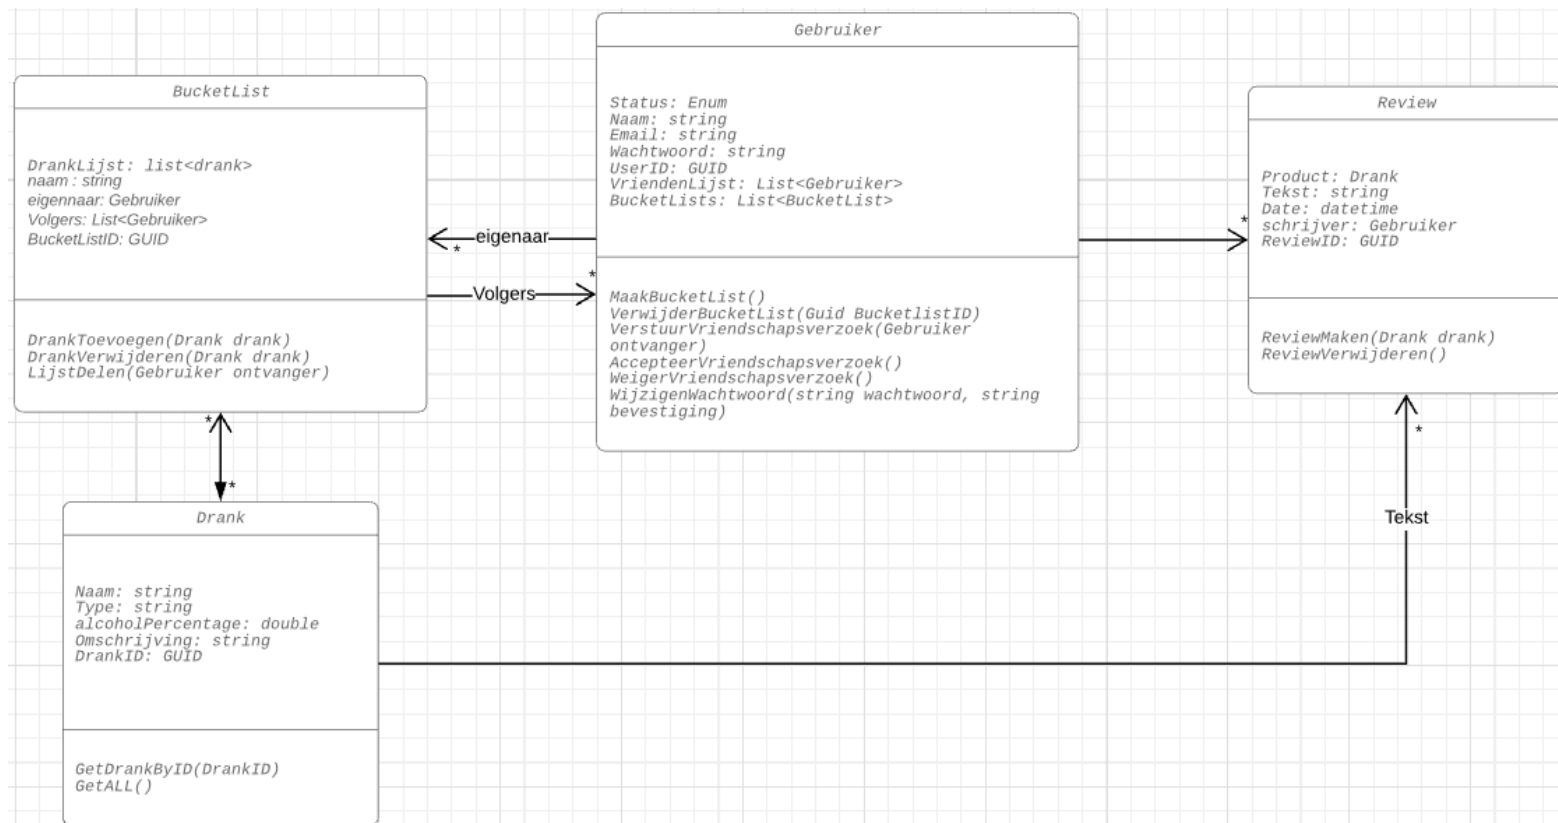 BucketList
DrankLijst: list<drank>
naam : string
eigennaar: Gebruiker
Volgers: List<Gebruiker>
BucketListID: GUID
DrankToevoegen(Drank drank)
DrankVerwijderen(Drank drank)
LijstDelen(Gebruiker ontvanger)
Gebruiker
Status: Enum
Naam: string
Email: string
Wachtwoord: string
UserID: GUID
VriendenLijst: List<Gebruiker>
BucketLists: List<BucketList>
MaakBucketList()
VerwijderBucketList(Guid BucketlistID)
VerstuurVriendschapsverzoek(Gebruiker
ontvanger)
AccepteerVriendschapsverzoek()
WeigerVriendschapsverzoek()
WijzigenWachtwoord(string wachtwoord, string
bevestiging)
Review
Product: Drank
Tekst: string
Date: datetime
schrijver: Gebruiker
ReviewID: GUID
ReviewMaken(Drank drank)
ReviewVerwijderen()
eigenaar
*
Volgers
*
*
*
*
Drank
Naam: string
Type: string
alcoholPercentage: double
Omschrijving: string
DrankID: GUID
GetDrankByID(DrankID)
GetALL()
Tekst
*